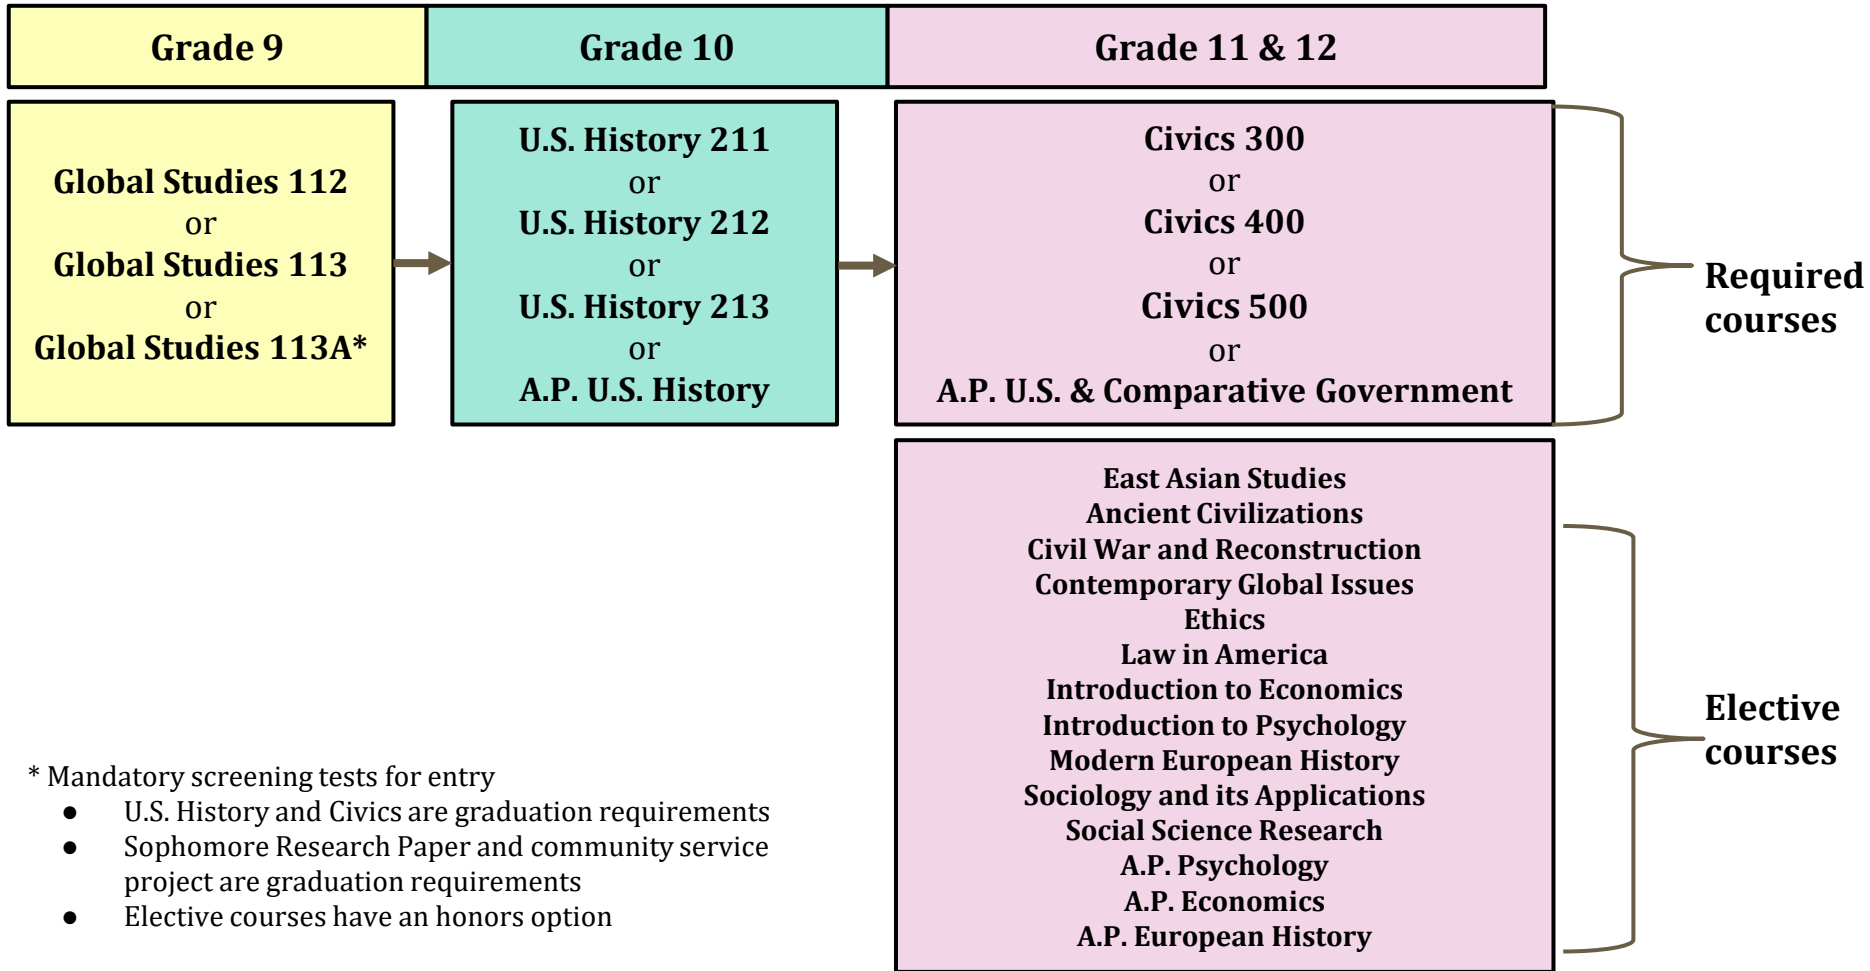 Grade 9
Grade 10
Grade 11 & 12
Global Studies 112
or
Global Studies 113
or
Global Studies 113A*
U.S. History 211
or
U.S. History 212
or
U.S. History 213
or
A.P. U.S. History
Civics 300
or
Civics 400
or
Civics 500
or
A.P. U.S. & Comparative Government
Required
courses
East Asian Studies
Ancient Civilizations
Civil War and Reconstruction
Contemporary Global Issues
Ethics
Law in America
Introduction to Economics
Introduction to Psychology
Modern European History
Sociology and its Applications
Social Science Research
A.P. Psychology
A.P. Economics
A.P. European History
Elective
courses
* Mandatory screening tests for entry
● U.S. History and Civics are graduation requirements
● Sophomore Research Paper and community service
project are graduation requirements
● Elective courses have an honors option